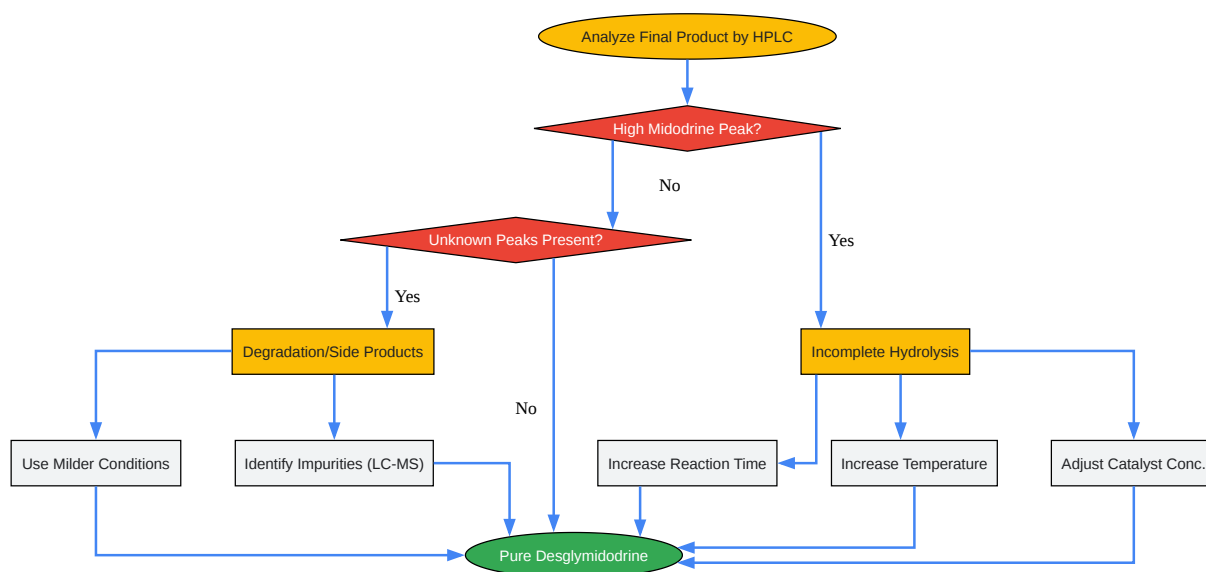 Analyze Final Product by HPLC
High Midodrine Peak?
No
Unknown Peaks Present?
Yes
Yes
Degradation/Side Products
Incomplete Hydrolysis
No
Use Milder Conditions
Identify Impurities (LC-MS)
Increase Reaction Time
Increase Temperature
Adjust Catalyst Conc.
Pure Desglymidodrine